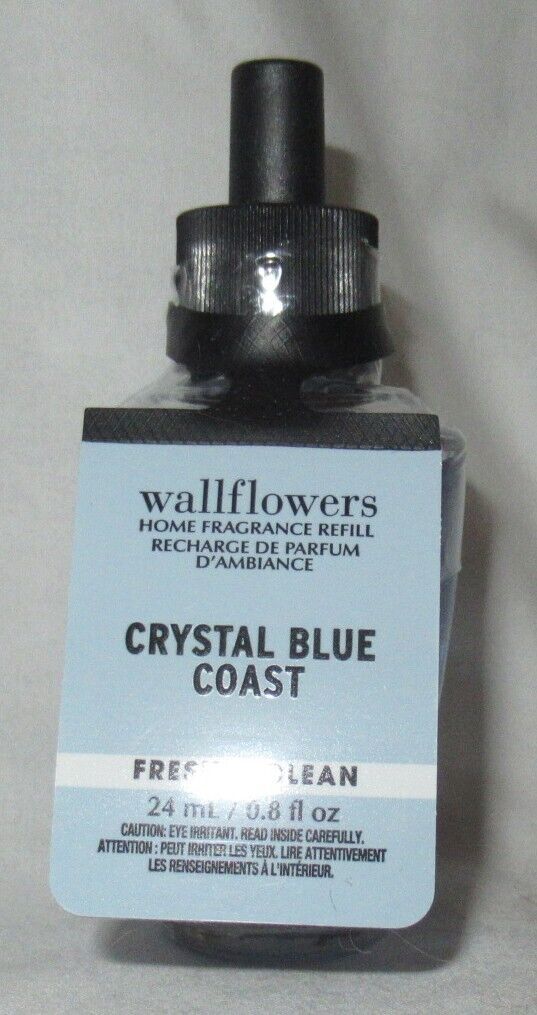 wallflowers
HOME FRAGRANCE REFILL
RECHARGE DE PARFUM
D'AMBIANCE
CRYSTAL BLUE
COAST
FRESH CLEAN
24 mL / 0.8 fl oz
CAUTION: EYE IRRITANT. READ INSIDE CAREFULLY.
ATTENTION : PEUT IRRITER LES YEUX. LIRE ATTENTIVEMENT
LES RENSEIGNEMENTS À L'INTÉRIEUR.